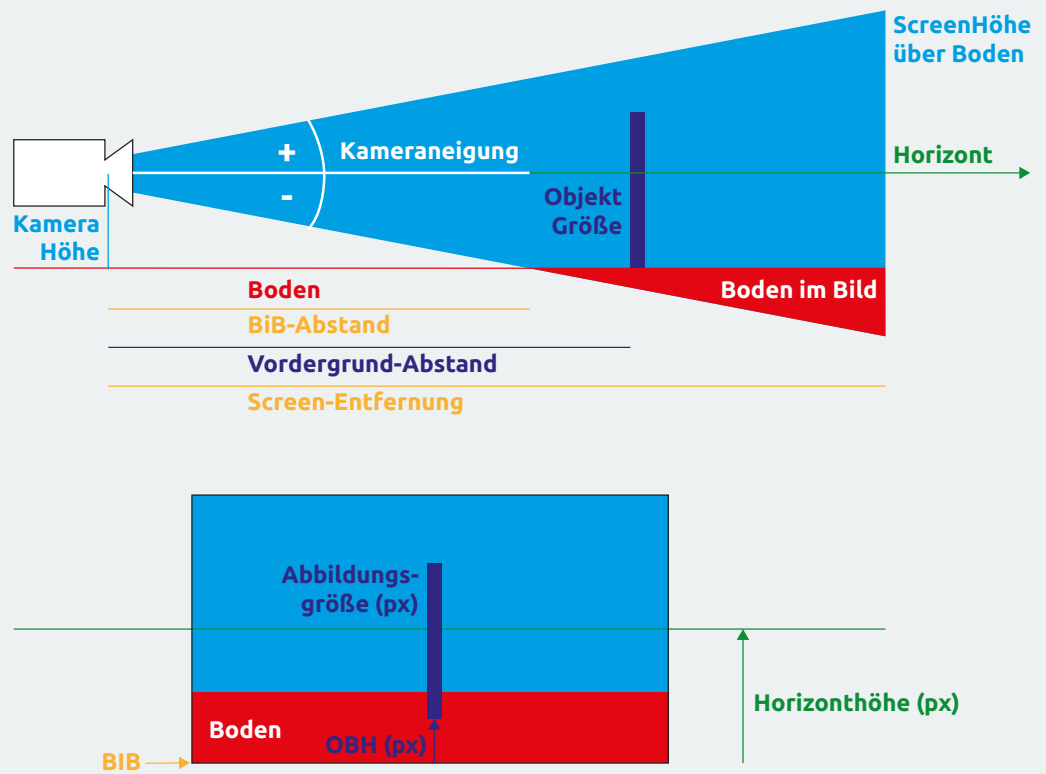 ScreenHöhe
über Boden
+
Kameraneigung
Horizont
-
Objekt
Größe
Kamera
Höhe
Boden
Boden im Bild
BiB-Abstand
Vordergrund-Abstand
Screen-Entfernung
Abbildungs-
größe (px)
Horizonthöhe (px)
Boden
OBH (px)
BIB